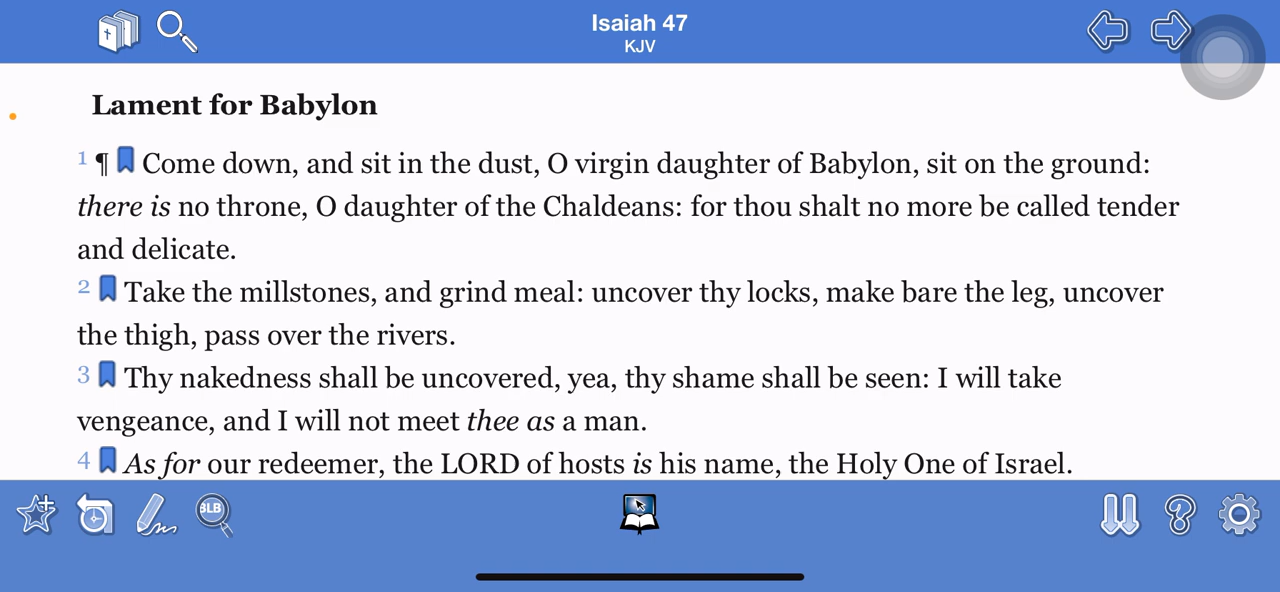 Isaiah 47
KJV
Lament for Babylon
1 ¶ Come down, and sit in the dust, O virgin daughter of Babylon, sit on the ground:
there is no throne, O daughter of the Chaldeans: for thou shalt no more be called tender
and delicate.
2 Take the millstones, and grind meal: uncover thy locks, make bare the leg, uncover
the thigh, pass over the rivers.
3 Thy nakedness shall be uncovered, yea, thy shame shall be seen: I will take
vengeance, and I will not meet thee as a man.
4 As for our redeemer, the LORD of hosts is his name, the Holy One of Israel.
BLB